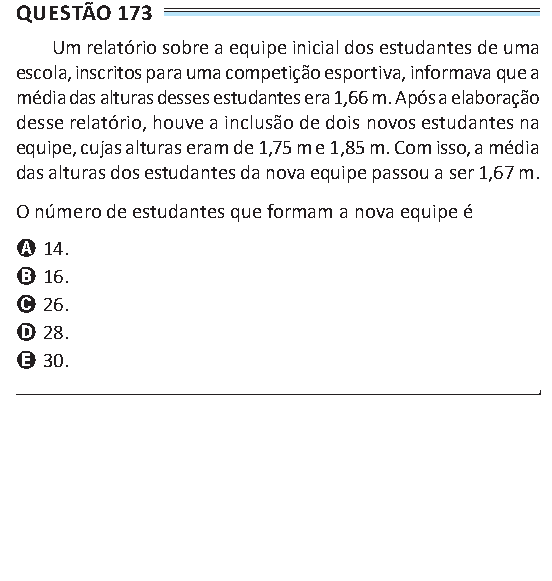 QUESTÃO 173
Um relatório sobre a equipe inicial dos estudantes de uma
escola, inscritos para uma competição esportiva, informava que a
média das alturas desses estudantes era 1,66 m. Após a elaboração
desse relatório, houve a inclusão de dois novos estudantes na
equipe, cujas alturas eram de 1,75 m e 1,85 m. Com isso, a média
das alturas dos estudantes da nova equipe passou a ser 1,67 m.
O número de estudantes que formam a nova equipe é
A 14.
B 16.
C 26.
D 28.
E 30.